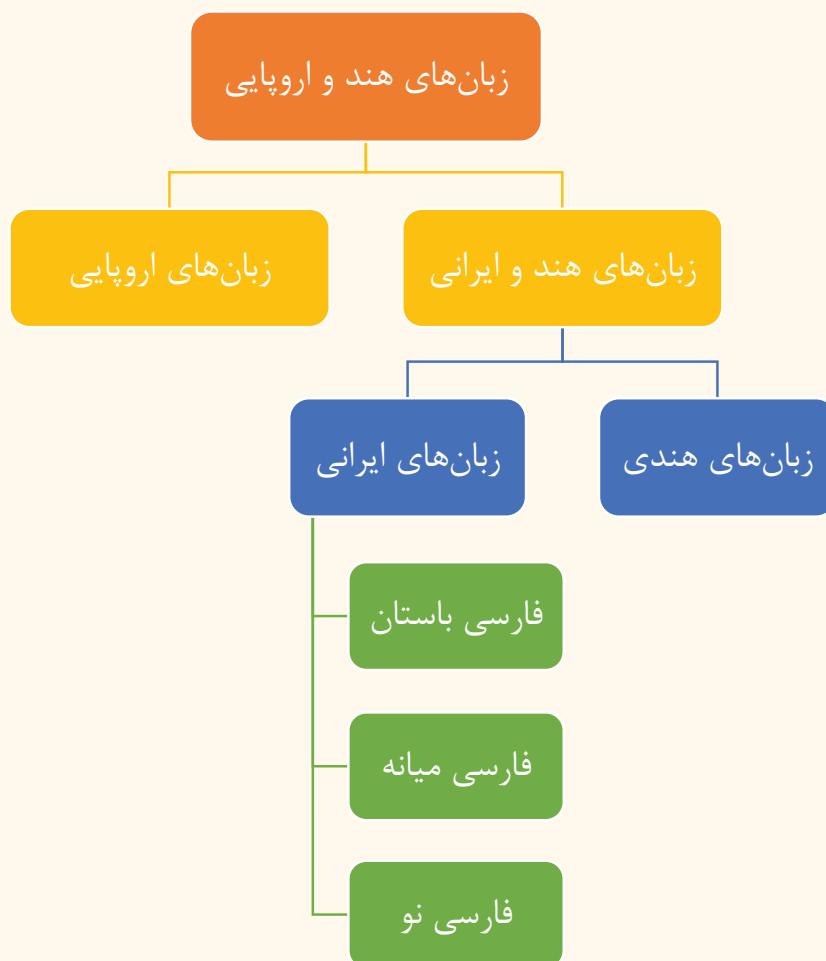 زبان‌های هند و اروپایی
زبان‌های هند و ایرانی
زبان‌های اروپایی
زبان‌های هندی
زبان‌های ایرانی
فارسی باستان
فارسی میانه
فارسی نو